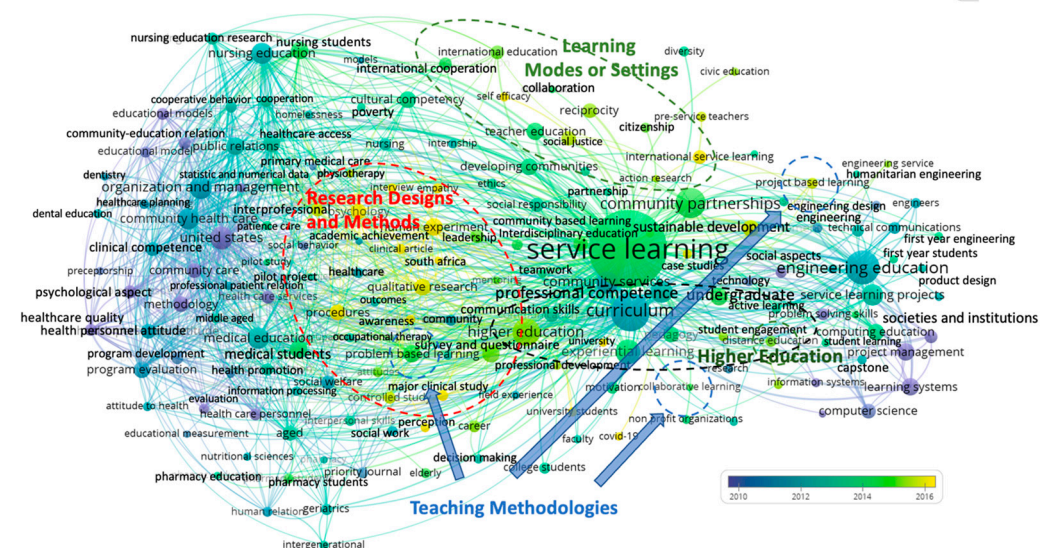 nursing education research
nursing students
nursing education
models
international education
Learning
diversity
international cooperation
Modes or Settings
civic education
collaboration
cooperative behavior
cooperation
cultural competency
self efficacy
educational models
homelessness
poverty
reciprocity
pre-service teachers
community-education relation
healthcare access
teacher education
citizenship
educational model
public relations
nursing
internship
social justice
primary medical care
international service learning
engineering service
dentistry
statistic and numerical data
physiotherapy
developing communities
humanitarian engineering
organization and management
interview
empathy
ethics
action research
project based learning
Research Designs
and Methods
healthcare planning
partnership
dental education
interprofessional
psychology
social responsibility
community partnerships
engineering design
engineers
community health care
patience care
human experiment
community based learning
sustainable development
engineering
technical communications
united states
academic achievement
leadership
Interdisciplinary education
first year engineering
clinical competence
social behavior
clinical article
service learning
social aspects
first year students
pilot study
south africa
case studies
preceptorship
community care
pilot project
healthcare
teamwork
engineering education
mentoring
community services
technology
product design
psychological aspect
professional patient relation
qualitative research
professional competence
undergraduate
service learning projects
methodology
health care services
outcomes
communication skills
curriculum
active learning
problem solving skills
healthcare quality
middle aged
procedures
awareness
community
societies and institutions
health personnel attitude
medical education
occupational therapy
higher education
student engagement
computing education
survey and questionnaire
university
distance education
student learning
program development
medical students
problem based learning
experiential learning
Higher Education
project management
program evaluation
health promotion
attitudes
professional development
research
capstone
information processing
social welfare
major clinical study
motivation
collaborative learning
information systems
learning systems
evaluation
controlled study
field experience
attitude to health
health care personnel
university students
non profit organizations
computer science
interpersonal skills
perception
career
educational measurement
aged
social work
faculty
covid-19
nutritional sciences
decision making
pharmacy
college students
pharmacy education
pharmacy students
priority journal
elderly
Teaching Methodologies
human relation
geriatrics
intergenerational
2010
2012
2014
2016